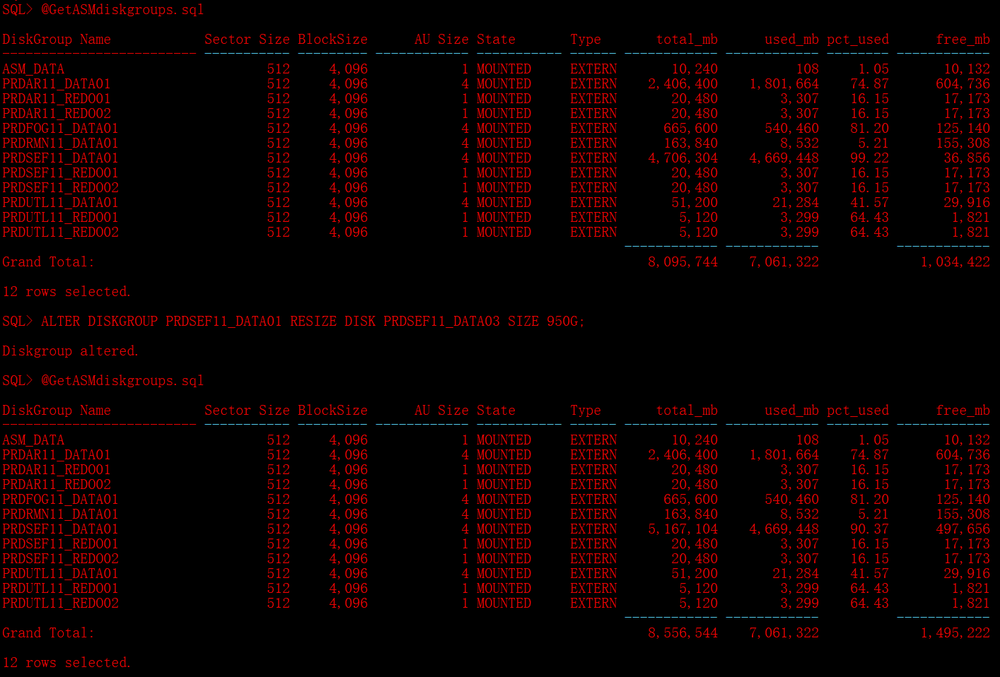 SQL> @GetASMdiskgroups.sql
DiskGroup Name Sector Size BlockSize AU Size State Type total_mb used_mb pct_used free_mb
------------------------- ----------- --------- ------------ ----------- ------ ------------ ------------ -------- ------------
ASM_DATA 512 4,096 1 MOUNTED EXTERN 10,240 108 1.05 10,132
PRDAR11_DATA01 512 4,096 4 MOUNTED EXTERN 2,406,400 1,801,664 74.87 604,736
PRDAR11_REDO01 512 4,096 1 MOUNTED EXTERN 20,480 3,307 16.15 17,173
PRDAR11_REDO02 512 4,096 1 MOUNTED EXTERN 20,480 3,307 16.15 17,173
PRDFOG11_DATA01 512 4,096 4 MOUNTED EXTERN 665,600 540,460 81.20 125,140
PRDRMN11_DATA01 512 4,096 4 MOUNTED EXTERN 163,840 8,532 5.21 155,308
PRDSEF11_DATA01 512 4,096 4 MOUNTED EXTERN 4,706,304 4,669,448 99.22 36,856
PRDSEF11_REDO01 512 4,096 1 MOUNTED EXTERN 20,480 3,307 16.15 17,173
PRDSEF11_REDO02 512 4,096 1 MOUNTED EXTERN 20,480 3,307 16.15 17,173
PRDUTL11_DATA01 512 4,096 4 MOUNTED EXTERN 51,200 21,284 41.57 29,916
PRDUTL11_REDO01 512 4,096 1 MOUNTED EXTERN 5,120 3,299 64.43 1,821
PRDUTL11_REDO02 512 4,096 1 MOUNTED EXTERN 5,120 3,299 64.43 1,821
------------ ------------ ------------
Grand Total: 8,095,744 7,061,322 1,034,422
12 rows selected.
SQL> ALTER DISKGROUP PRDSEF11_DATA01 RESIZE DISK PRDSEF11_DATA03 SIZE 950G;
Diskgroup altered.
SQL> @GetASMdiskgroups.sql
DiskGroup Name Sector Size BlockSize AU Size State Type total_mb used_mb pct_used free_mb
------------------------- ----------- --------- ------------ ----------- ------ ------------ ------------ -------- ------------
ASM_DATA 512 4,096 1 MOUNTED EXTERN 10,240 108 1.05 10,132
PRDAR11_DATA01 512 4,096 4 MOUNTED EXTERN 2,406,400 1,801,664 74.87 604,736
PRDAR11_REDO01 512 4,096 1 MOUNTED EXTERN 20,480 3,307 16.15 17,173
PRDAR11_REDO02 512 4,096 1 MOUNTED EXTERN 20,480 3,307 16.15 17,173
PRDFOG11_DATA01 512 4,096 4 MOUNTED EXTERN 665,600 540,460 81.20 125,140
PRDRMN11_DATA01 512 4,096 4 MOUNTED EXTERN 163,840 8,532 5.21 155,308
PRDSEF11_DATA01 512 4,096 4 MOUNTED EXTERN 5,167,104 4,669,448 90.37 497,656
PRDSEF11_REDO01 512 4,096 1 MOUNTED EXTERN 20,480 3,307 16.15 17,173
PRDSEF11_REDO02 512 4,096 1 MOUNTED EXTERN 20,480 3,307 16.15 17,173
PRDUTL11_DATA01 512 4,096 4 MOUNTED EXTERN 51,200 21,284 41.57 29,916
PRDUTL11_REDO01 512 4,096 1 MOUNTED EXTERN 5,120 3,299 64.43 1,821
PRDUTL11_REDO02 512 4,096 1 MOUNTED EXTERN 5,120 3,299 64.43 1,821
------------ ------------ ------------
Grand Total: 8,556,544 7,061,322 1,495,222
12 rows selected.